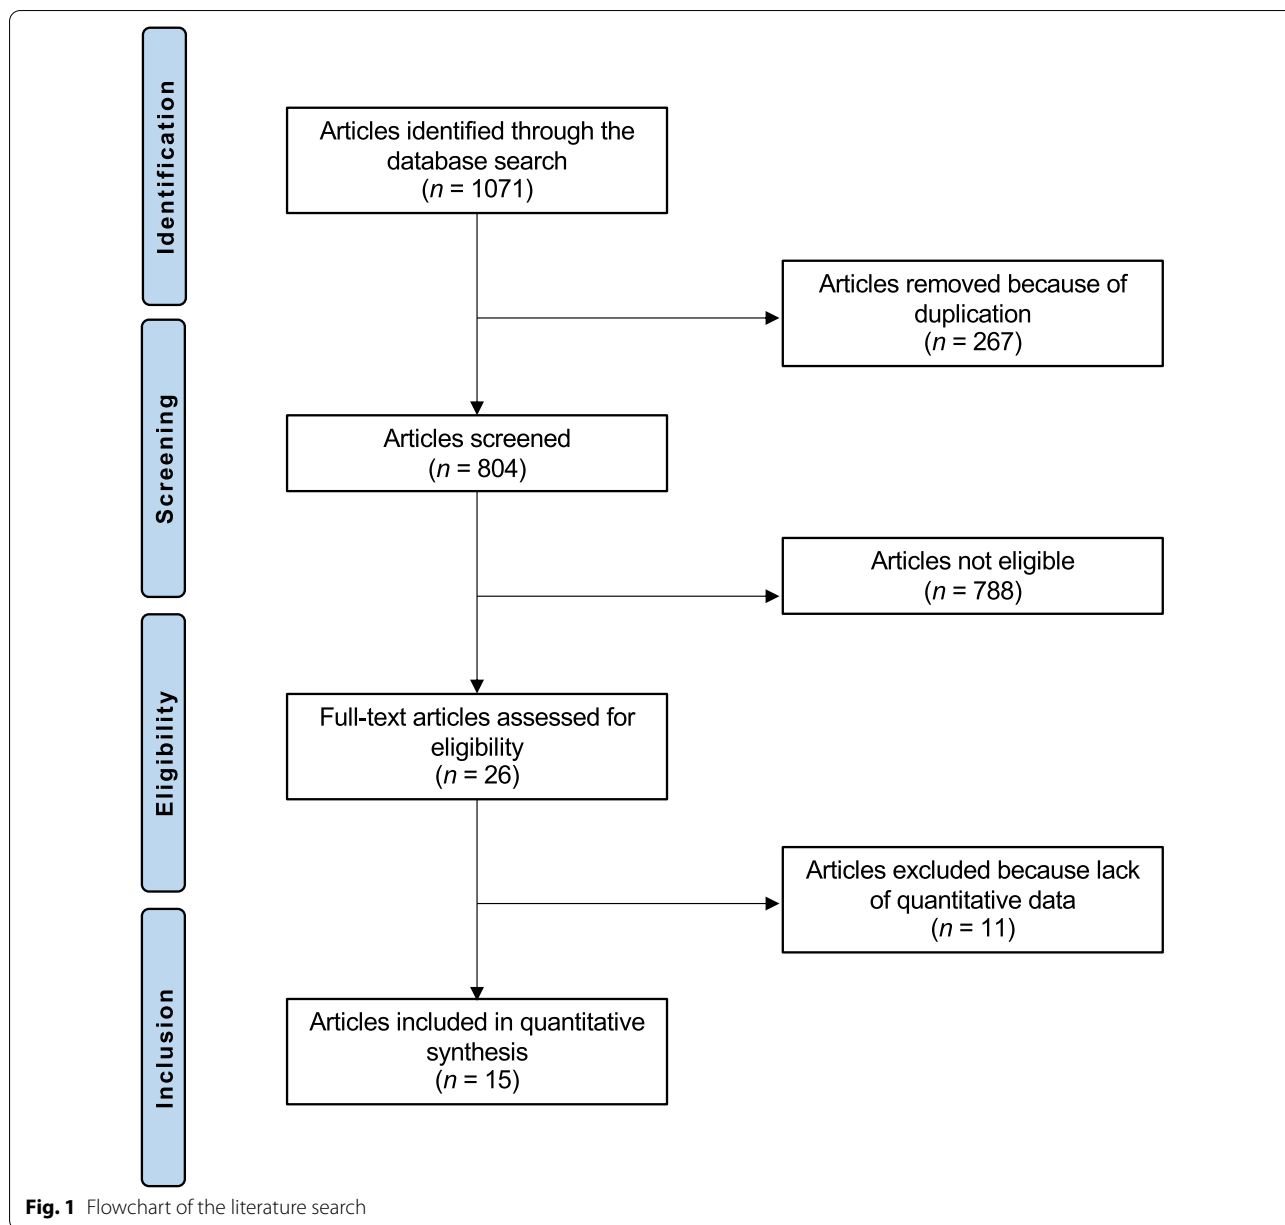 Identification
Articles identified through the
database search
(n = 1071)
Articles removed because of
duplication
(n = 267)
Screening
Articles screened
(n = 804)
Articles not eligible
(n = 788)
Eligibility
Full-text articles assessed for
eligibility
(n = 26)
Articles excluded because lack
of quantitative data
(n = 11)
Inclusion
Articles included in quantitative
synthesis
(n = 15)
Fig. 1 Flowchart of the literature search